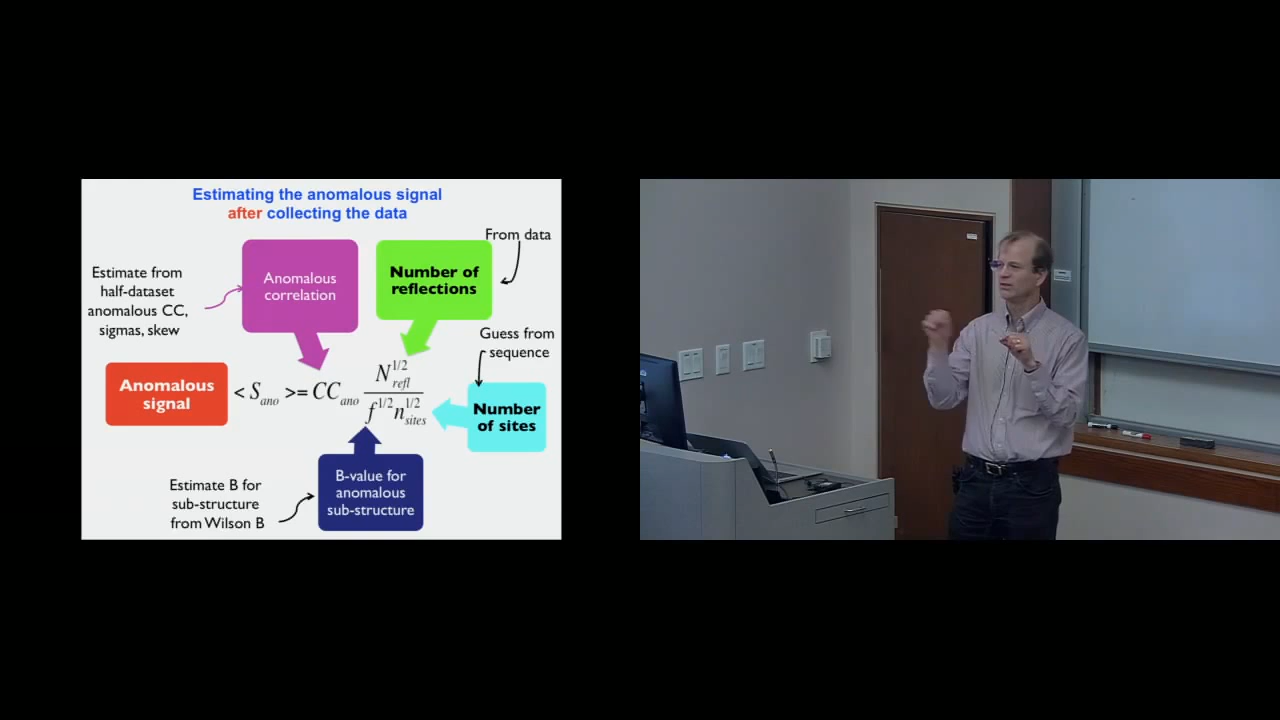 Estimating the anomalous signal
after collecting the data
From data
Anomalous
correlation
Number of
reflections
Estimate from
half-dataset
anomalous CC,
sigmas, skew
Guess from
sequence
Anomalous
signal
< S_ano >= CC_ano N_refl^1/2 / f^1/2 n_sites^1/2
Number
of sites
B-value for
anomalous
sub-structure
Estimate B for
sub-structure
from Wilson B